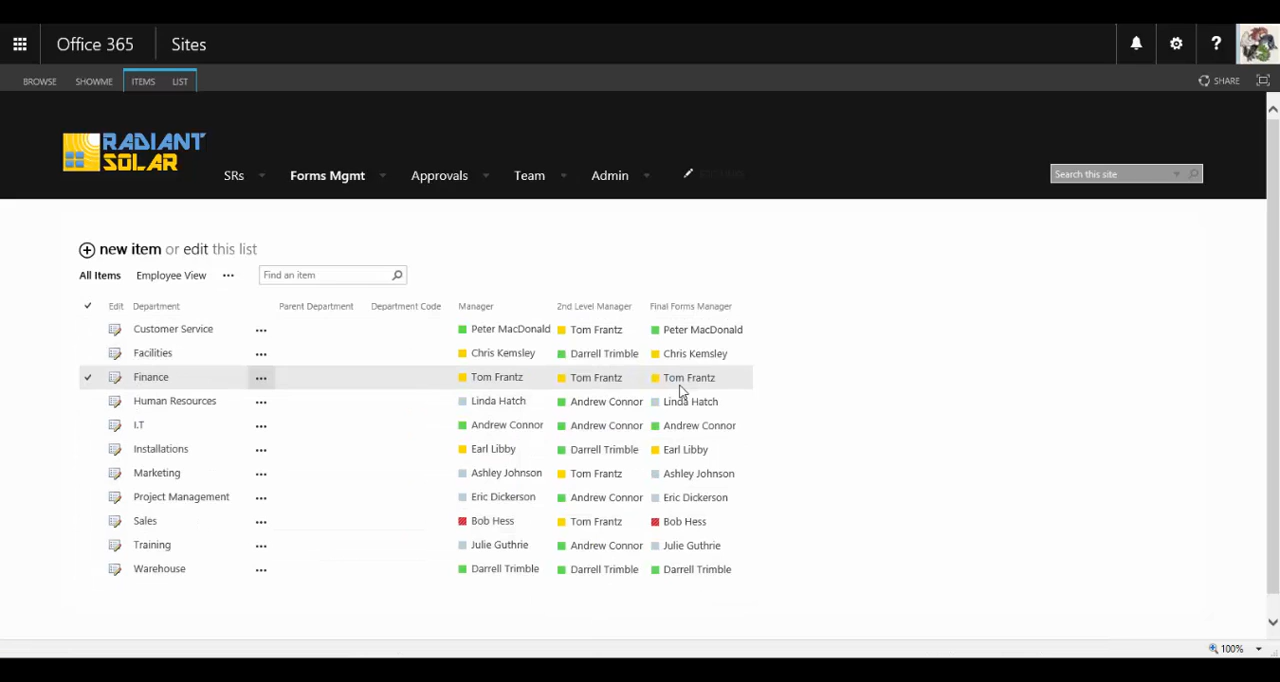 Office 365 Sites
BROWSE SHOWME ITEMS LIST SHARE
RADIANT
SOLAR
SRs Forms Mgmt Approvals Team Admin Search this site
new item or edit this list
All Items Employee View ... Find an item
Edit Department Parent Department Department Code Manager 2nd Level Manager Final Forms Manager
Customer Service ... Peter MacDonald Tom Frantz Peter MacDonald
Facilities ... Chris Kemsley Darrell Trimble Chris Kemsley
Finance ... Tom Frantz Tom Frantz Tom Frantz
Human Resources ... Linda Hatch Andrew Connor Linda Hatch
I.T ... Andrew Connor Andrew Connor Andrew Connor
Installations ... Earl Libby Darrell Trimble Earl Libby
Marketing ... Ashley Johnson Tom Frantz Ashley Johnson
Project Management ... Eric Dickerson Andrew Connor Eric Dickerson
Sales ... Bob Hess Tom Frantz Bob Hess
Training ... Julie Guthrie Andrew Connor Julie Guthrie
Warehouse ... Darrell Trimble Darrell Trimble Darrell Trimble
100%